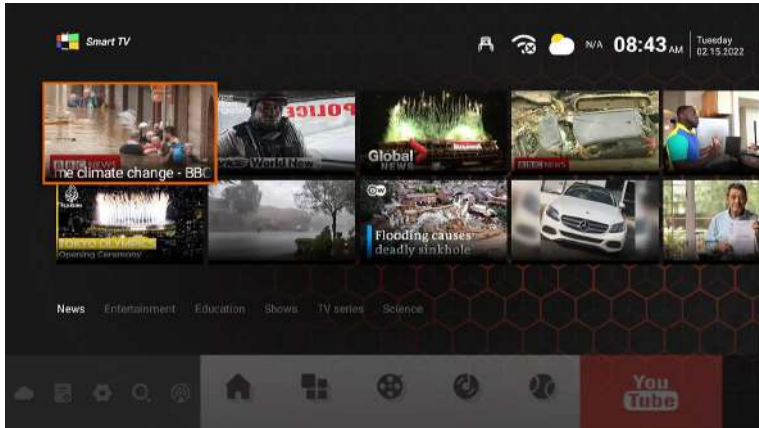 Smart TV
N/A 08:43 AM Tuesday
02.15.2022
BBC NEWS
me climate change - BBC
POLICE
World New
Global
NEWS
BBC NEWS
TOKYO OLYMPICS
Opening Ceremony
DW
Flooding causes
deadly sinkhole
News Entertainment Education Shows TV series Science
You
Tube